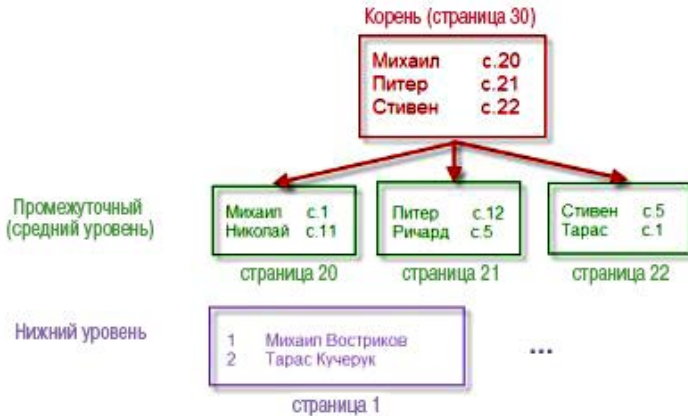 Корень (страница 30)
Михаил с.20
Питер с.21
Стивен с.22
Промежуточный
(средний уровень)
Михаил с.1
Николай с.11
Питер с.12
Ричард с.5
Стивен с.5
Тарас с.1
страница 20
страница 21
страница 22
Нижний уровень
1 Михаил Востриков
2 Тарас Кучерук
...
страница 1